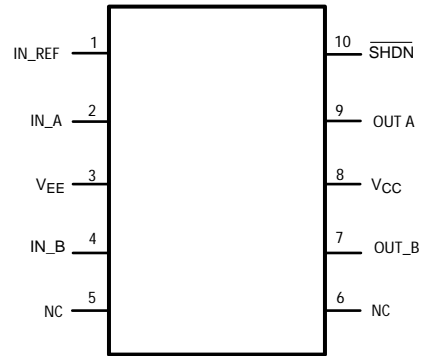 IN_REF 1 10 S̅H̅D̅N̅
IN_A 2 9 OUT A
VEE 3 8 VCC
IN_B 4 7 OUT_B
NC 5 6 NC